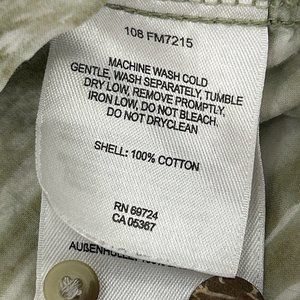 108 FM7215
MACHINE WASH COLD
GENTLE, WASH SEPARATELY, TUMBLE
DRY LOW, REMOVE PROMPTLY,
IRON LOW, DO NOT BLEACH.
DO NOT DRYCLEAN
SHELL: 100% COTTON
RN 69724
CA 05367
AUßENHÜLLE: